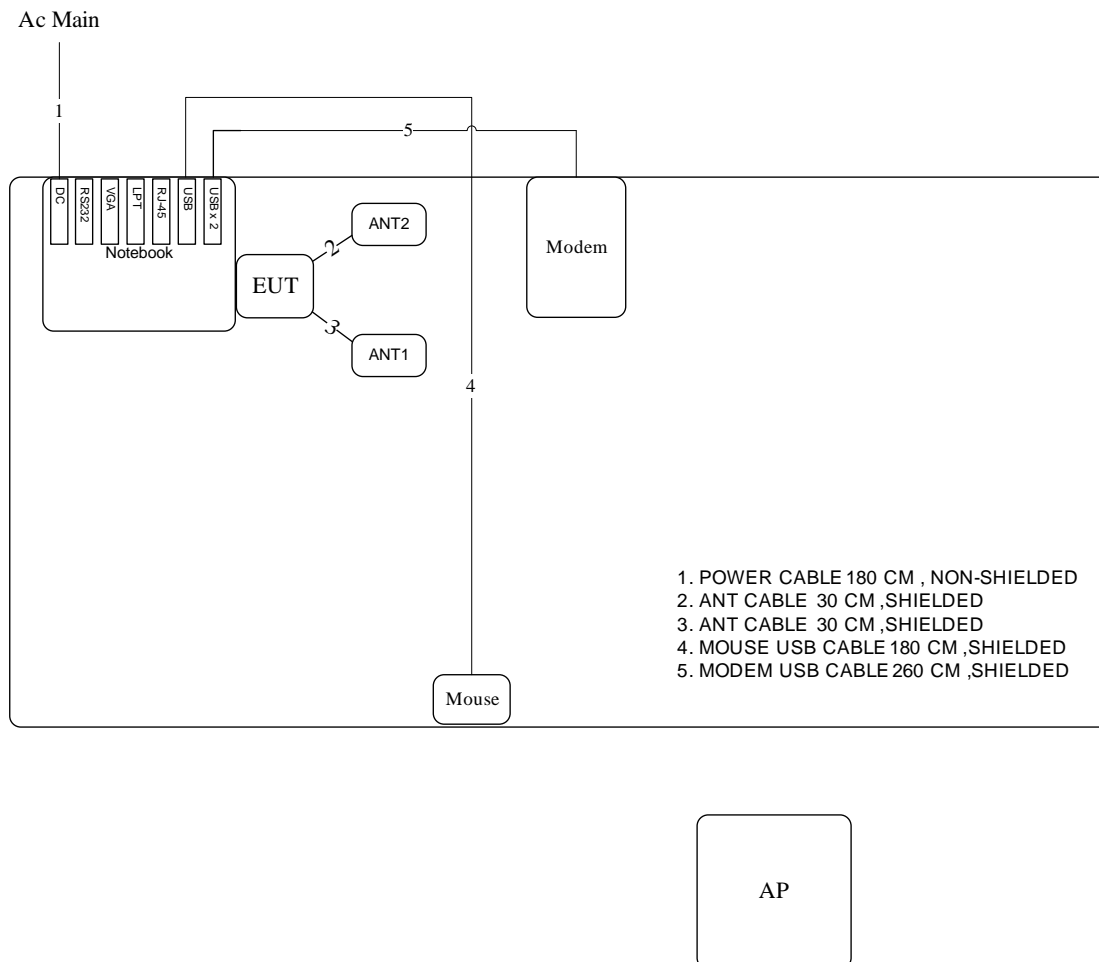 Ac Main
1
5
DC
RS232
VGA
LPT
RJ-45
USB
USB x 2
Notebook
ANT2
2
EUT
3
ANT1
Modem
4
1. POWER CABLE 180 CM , NON-SHIELDED
2. ANT CABLE 30 CM ,SHIELDED
3. ANT CABLE 30 CM ,SHIELDED
4. MOUSE USB CABLE 180 CM ,SHIELDED
5. MODEM USB CABLE 260 CM ,SHIELDED
Mouse
AP